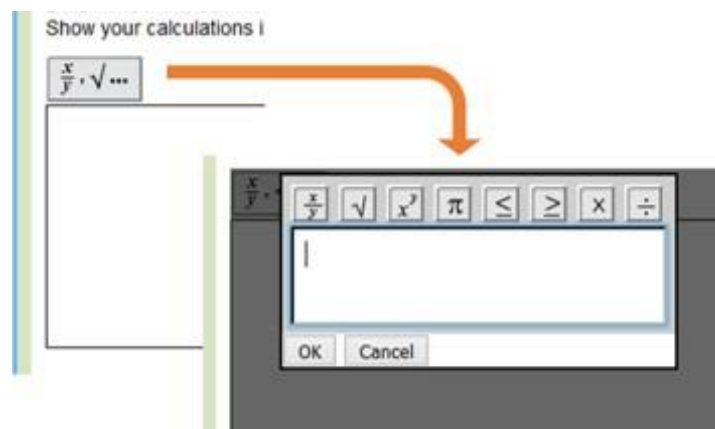 Show your calculations i
x/y, √ ...
x/y √ x^y π ≤ ≥ × ÷
OK Cancel